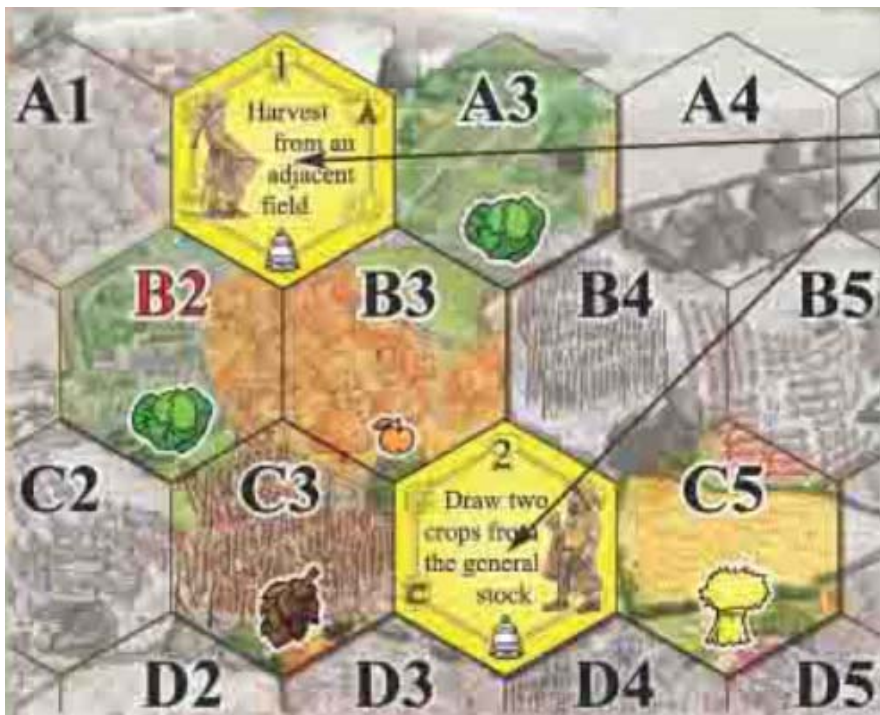 A1
1
Harvest
from an
adjacent
field
A
A3
A4
B2
B3
B4
B5
C2
C3
2
Draw two
crops from
the general
stock
C
C5
D2
D3
D4
D5